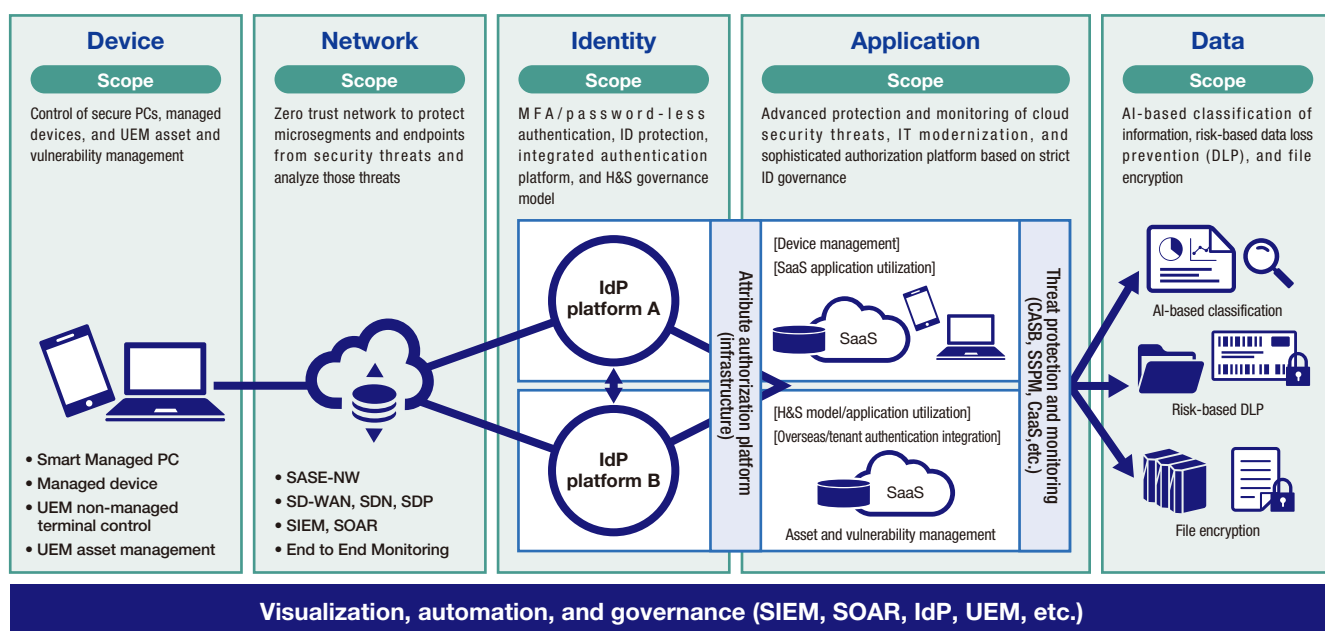 Device
Scope
Control of secure PCs, managed
devices, and UEM asset and
vulnerability management
• Smart Managed PC
• Managed device
• UEM non-managed
terminal control
• UEM asset management
Network
Scope
Zero trust network to protect
microsegments and endpoints
from security threats and
analyze those threats
• SASE-NW
• SD-WAN, SDN, SDP
• SIEM, SOAR
• End to End Monitoring
Identity
Scope
MFA/password-less
authentication, ID protection,
integrated authentication
platform, and H&S governance
model
IdP
platform A
IdP
platform B
Attribute authorization platform
(infrastructure)
Application
Scope
Advanced protection and monitoring of cloud
security threats, IT modernization, and
sophisticated authorization platform based on strict
ID governance
[Device management]
[SaaS application utilization]
SaaS
[H&S model/application utilization]
[Overseas/tenant authentication integration]
SaaS
Asset and vulnerability management
Threat protection and monitoring
(CASB, SSPM, CaaS,etc.)
Data
Scope
AI-based classification of
information, risk-based data loss
prevention (DLP), and file
encryption
AI-based classification
Risk-based DLP
File encryption
Visualization, automation, and governance (SIEM, SOAR, IdP, UEM, etc.)